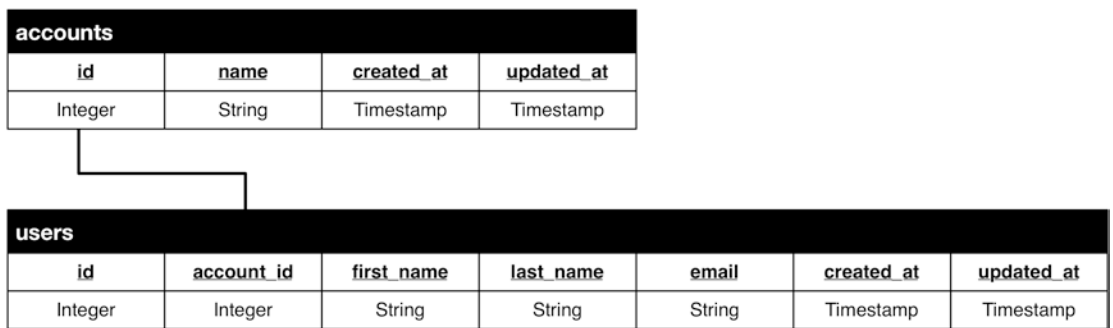 accounts
id name created_at updated_at
Integer String Timestamp Timestamp
users
id account_id first_name last_name email created_at updated_at
Integer Integer String String String Timestamp Timestamp